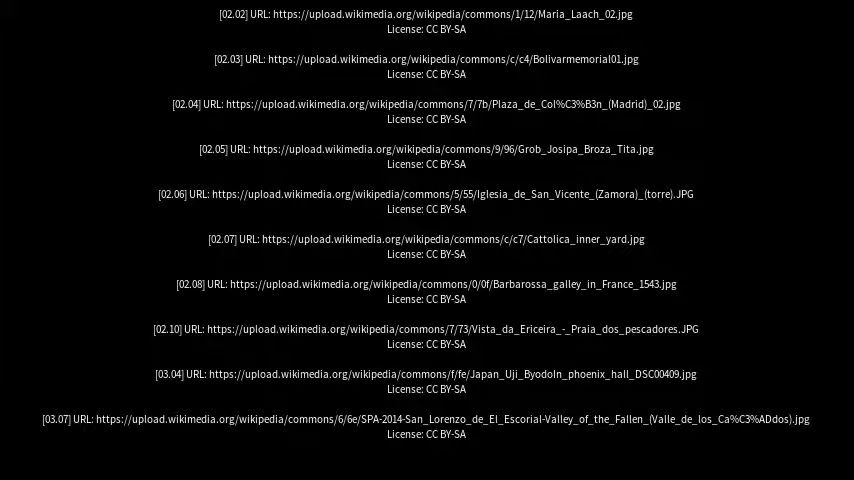 [02.02] URL: https://upload.wikimedia.org/wikipedia/commons/1/12/Maria_Laach_02.jpg
License: CC BY-SA
[02.03] URL: https://upload.wikimedia.org/wikipedia/commons/c/c4/Bolivarmemorial01.jpg
License: CC BY-SA
[02.04] URL: https://upload.wikimedia.org/wikipedia/commons/7/7b/Plaza_de_Col%C3%B3n_(Madrid)_02.jpg
License: CC BY-SA
[02.05] URL: https://upload.wikimedia.org/wikipedia/commons/9/96/Grob_Josipa_Broza_Tita.jpg
License: CC BY-SA
[02.06] URL: https://upload.wikimedia.org/wikipedia/commons/5/55/Iglesia_de_San_Vicente_(Zamora)_(torre).JPG
License: CC BY-SA
[02.07] URL: https://upload.wikimedia.org/wikipedia/commons/c/c7/Cattolica_inner_yard.jpg
License: CC BY-SA
[02.08] URL: https://upload.wikimedia.org/wikipedia/commons/0/0f/Barbarossa_galley_in_France_1543.jpg
License: CC BY-SA
[02.10] URL: https://upload.wikimedia.org/wikipedia/commons/7/73/Vista_da_Ericeira_-_Praia_dos_pescadores.JPG
License: CC BY-SA
[03.04] URL: https://upload.wikimedia.org/wikipedia/commons/f/fe/Japan_Uji_ByodoIn_phoenix_hall_DSC00409.jpg
License: CC BY-SA
[03.07] URL: https://upload.wikimedia.org/wikipedia/commons/6/6e/SPA-2014-San_Lorenzo_de_El_Escorial-Valley_of_the_Fallen_(Valle_de_los_Ca%C3%ADdos).jpg
License: CC BY-SA